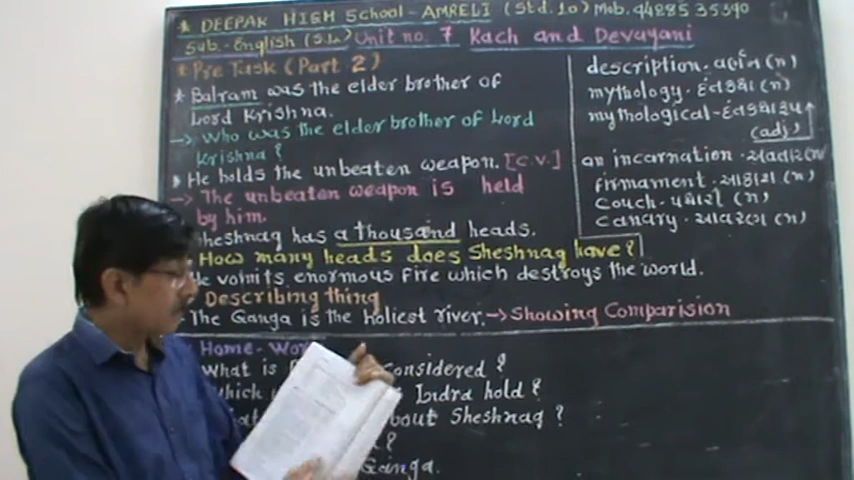 * DEEPAK HIGH School - AMRELI (Std. 10) Mob. 94285 35390
Sub. - English (S.L.) Unit no. 7 Kach and Devayani
* Pre Task (Part 2)
* Balram was the elder brother of
Lord Krishna.
→ Who was the elder brother of Lord
Krishna?
He holds the unbeaten weapon. [C.V.]
→ The unbeaten weapon is held
by him.
Sheshnag has a thousand heads.
How many heads does Sheshnag have?
He vomits enormous fire which destroys the world.
Describing thing
The Ganga is the holiest river. → Showing Comparision
Home-Wor
What is considered?
which Indra hold?
about Sheshnag?
?
Ganga.
description. વર્ણન (n)
mythology. દંતકથા (n)
mythological - દંતકથારૂપ
(adj)
an incarnation. અવતાર (n)
firmament. આકાશ (n)
Couch. પથારી (n)
Canary. આવરણ (n)